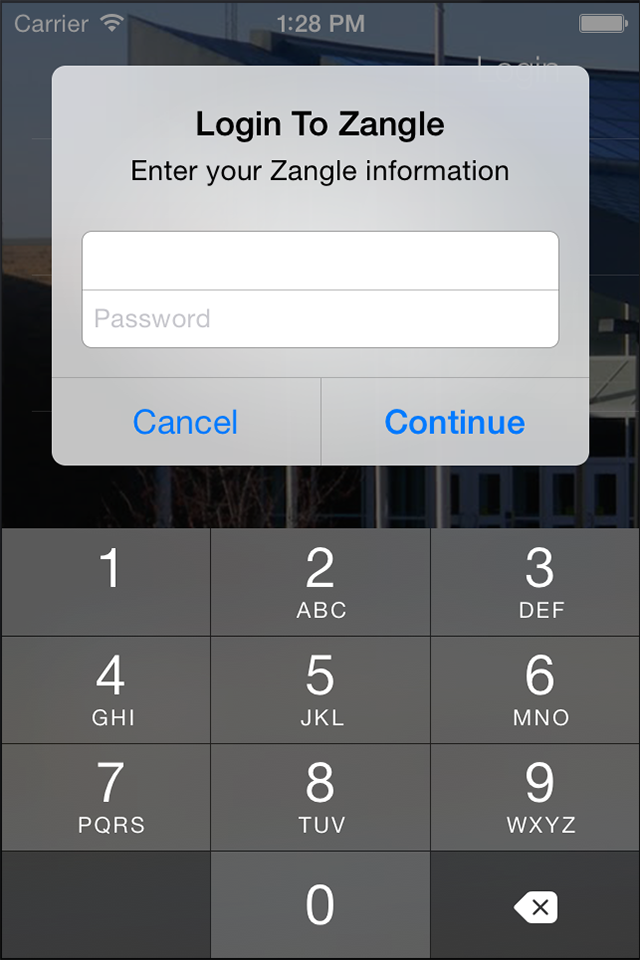 Carrier 1:28 PM
Login
Login To Zangle
Enter your Zangle information
Password
Cancel Continue
1 2 3
ABC DEF
4 5 6
GHI JKL MNO
7 8 9
PQRS TUV WXYZ
0